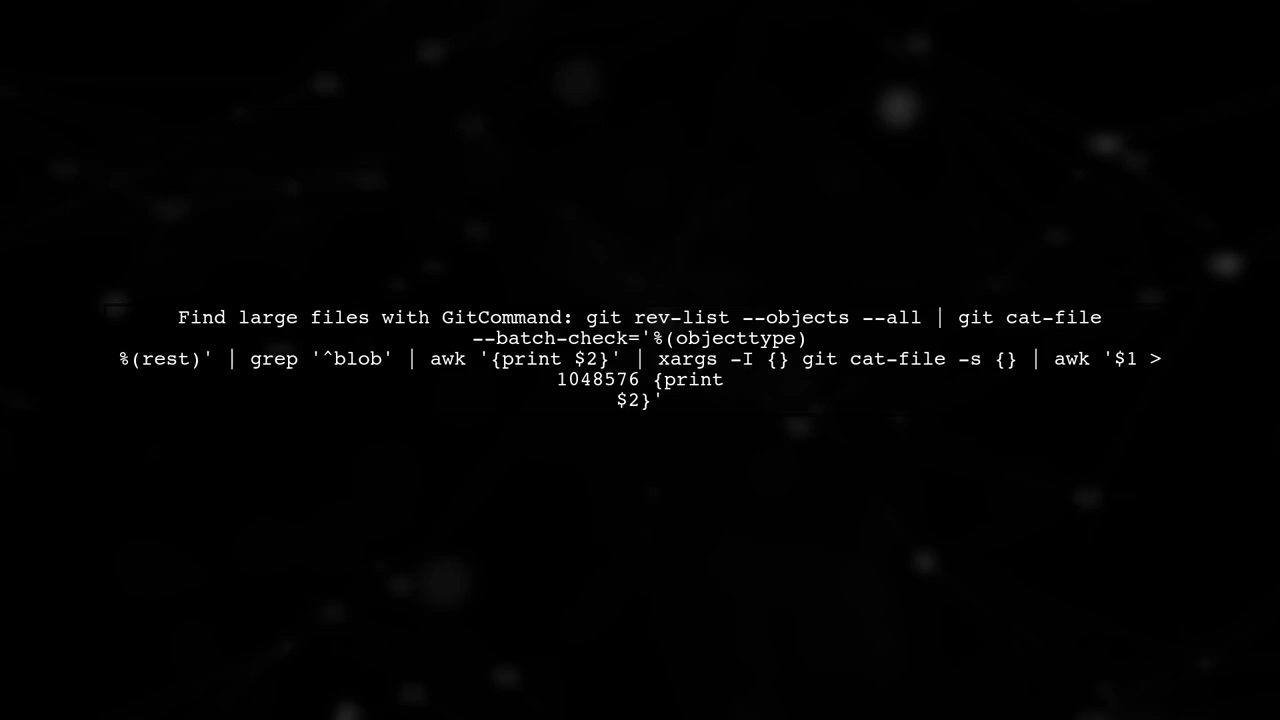 Find large files with GitCommand: git rev-list --objects --all | git cat-file
--batch-check='%(objecttype)
%(rest)' | grep '^blob' | awk '{print $2}' | xargs -I {} git cat-file -s {} | awk '$1 >
1048576 {print
$2}'